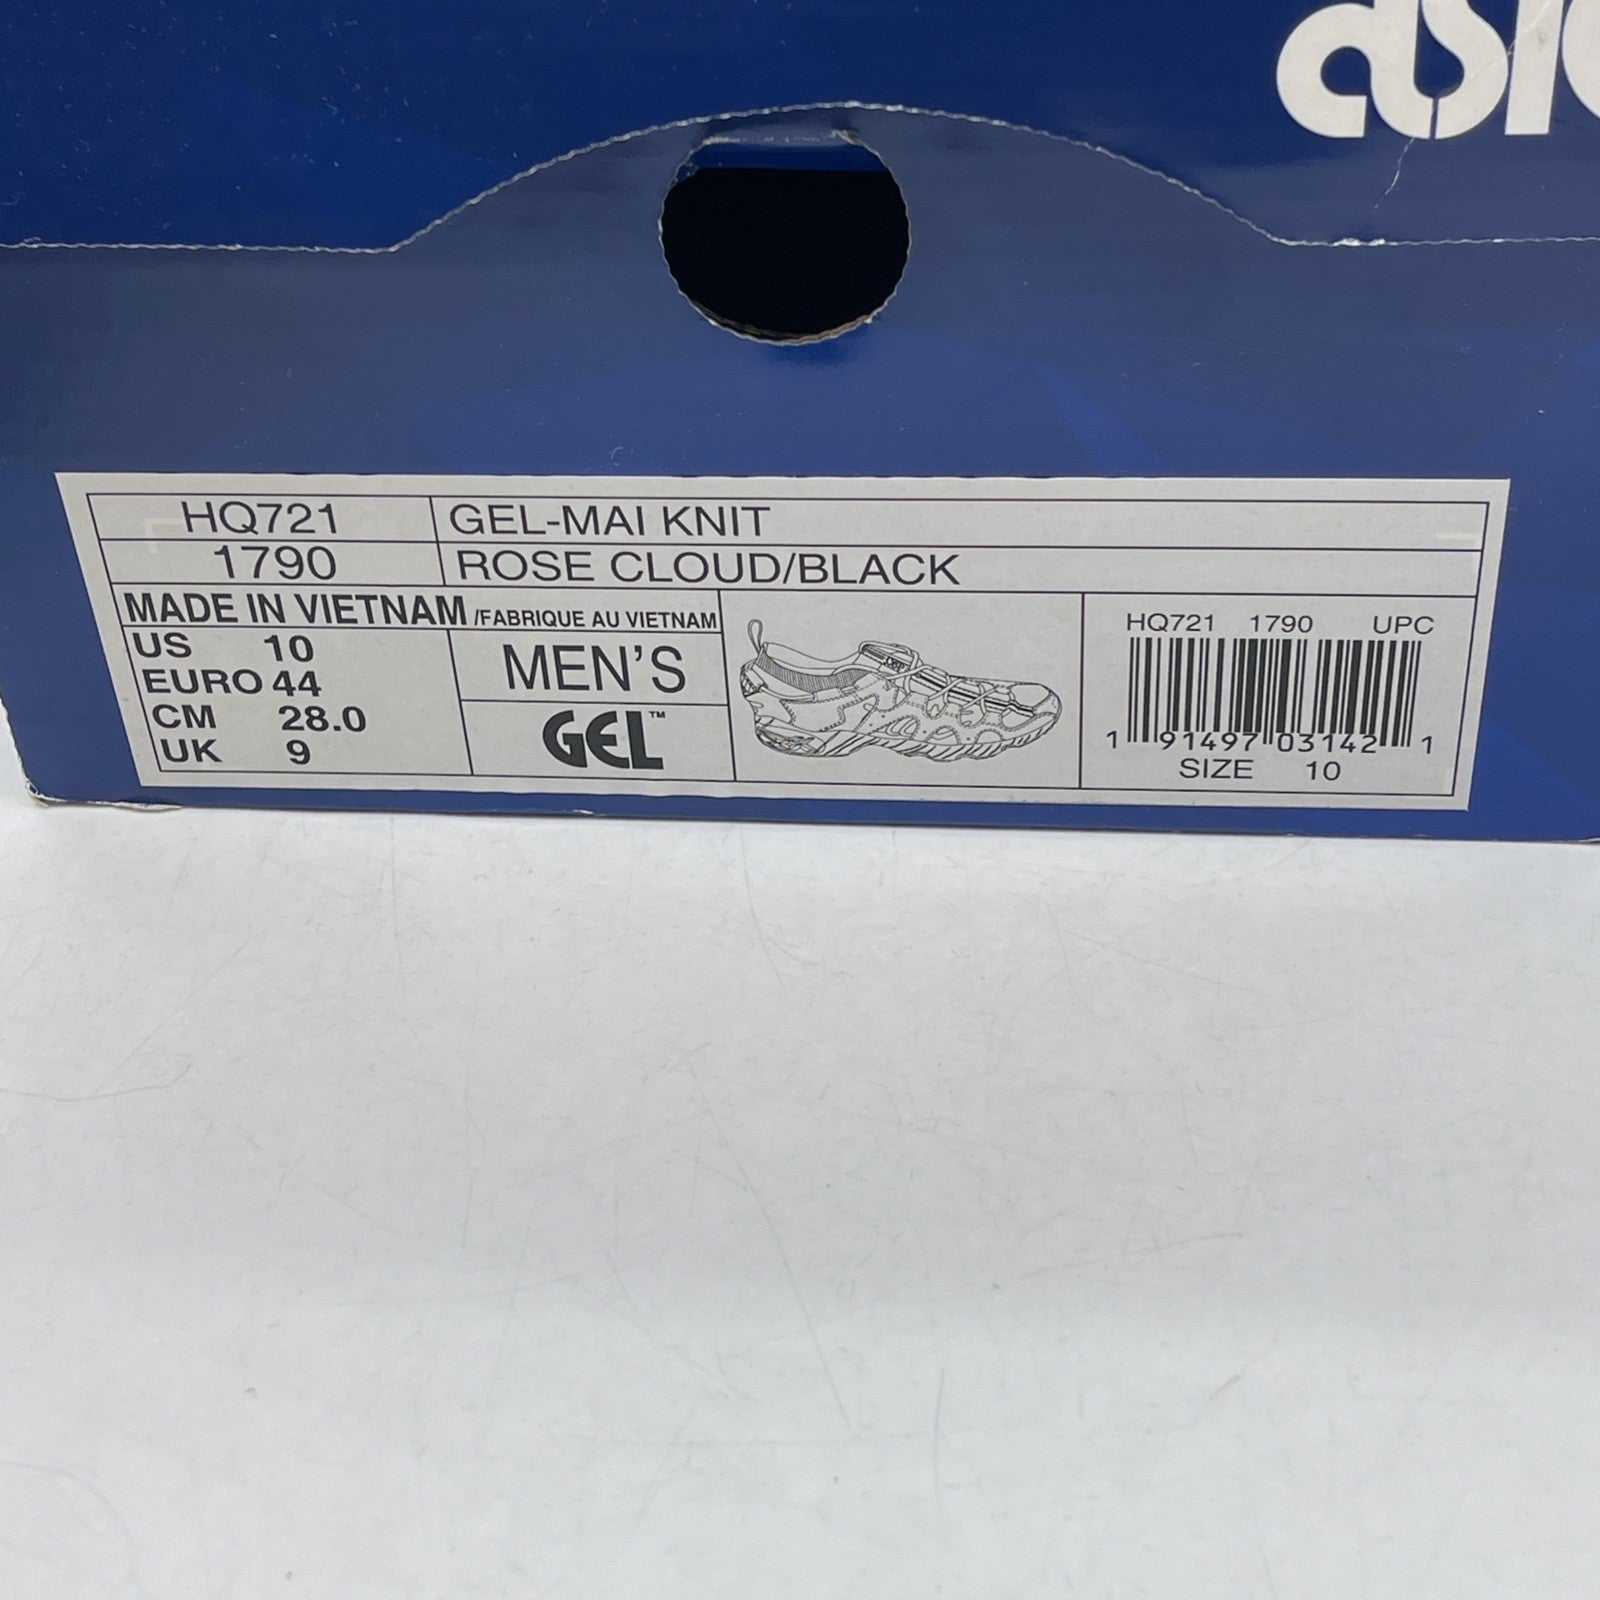 asic
HQ721 GEL-MAI KNIT
1790 ROSE CLOUD/BLACK
MADE IN VIETNAM /FABRIQUE AU VIETNAM
US 10
EURO 44
CM 28.0
UK 9
MEN'S
GEL™
HQ721 1790 UPC
1 91497 03142 1
SIZE 10